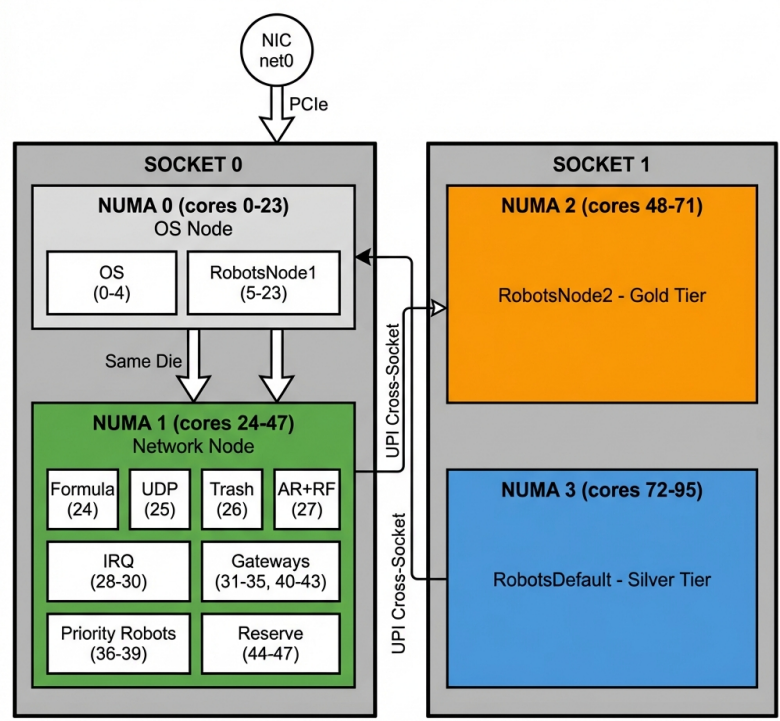 NIC
net0
PCIe
SOCKET 0
NUMA 0 (cores 0-23)
OS Node
OS
(0-4)
RobotsNode1
(5-23)
Same Die
NUMA 1 (cores 24-47)
Network Node
Formula
(24)
UDP
(25)
Trash
(26)
AR+RF
(27)
IRQ
(28-30)
Gateways
(31-35, 40-43)
Priority Robots
(36-39)
Reserve
(44-47)
UPI Cross-Socket
UPI Cross-Socket
SOCKET 1
NUMA 2 (cores 48-71)
RobotsNode2 - Gold Tier
NUMA 3 (cores 72-95)
RobotsDefault - Silver Tier